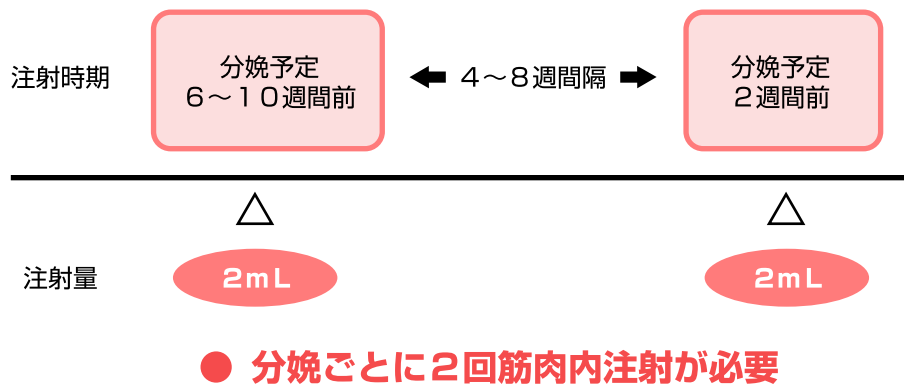 注射時期
分娩予定
6～10週間前
4～8週間隔
分娩予定
2週間前
注射量
2mL
2mL
● 分娩ごとに2回筋肉内注射が必要